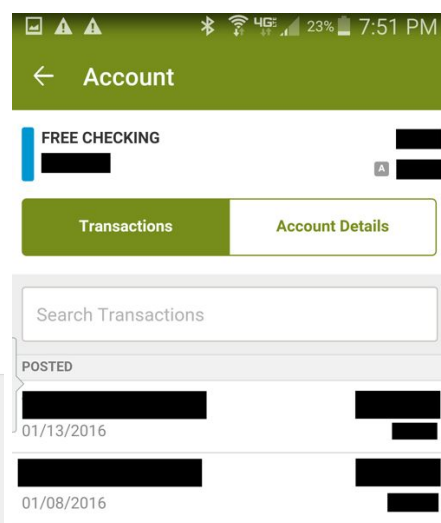 4G 23% 7:51 PM
Account
FREE CHECKING
A
Transactions Account Details
Search Transactions
POSTED
01/13/2016
01/08/2016